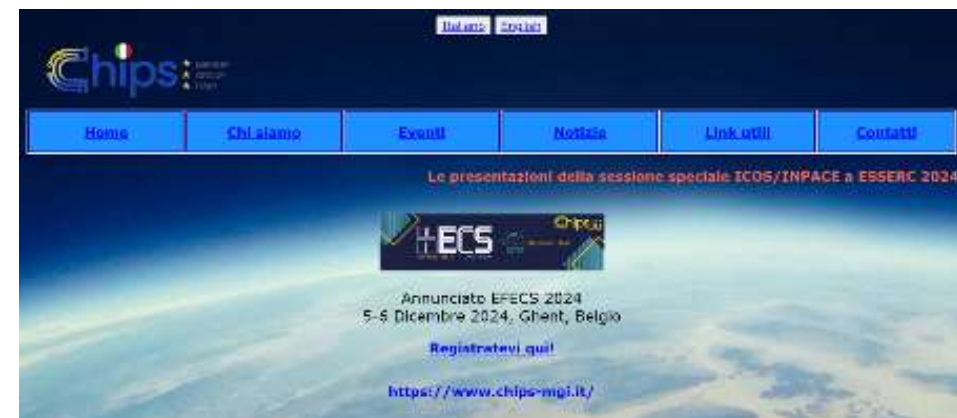 Italiano English
Chips
Home Chi siamo Eventi Notizie Link utili Contatti
Le presentazioni della sessione speciale ICOS/INPACE a ESSERC 2024
ECS Chips
Annunciato EFECS 2024
5-6 Dicembre 2024, Ghent, Belgio
Registratevi qui!
https://www.chips-mgi.it/